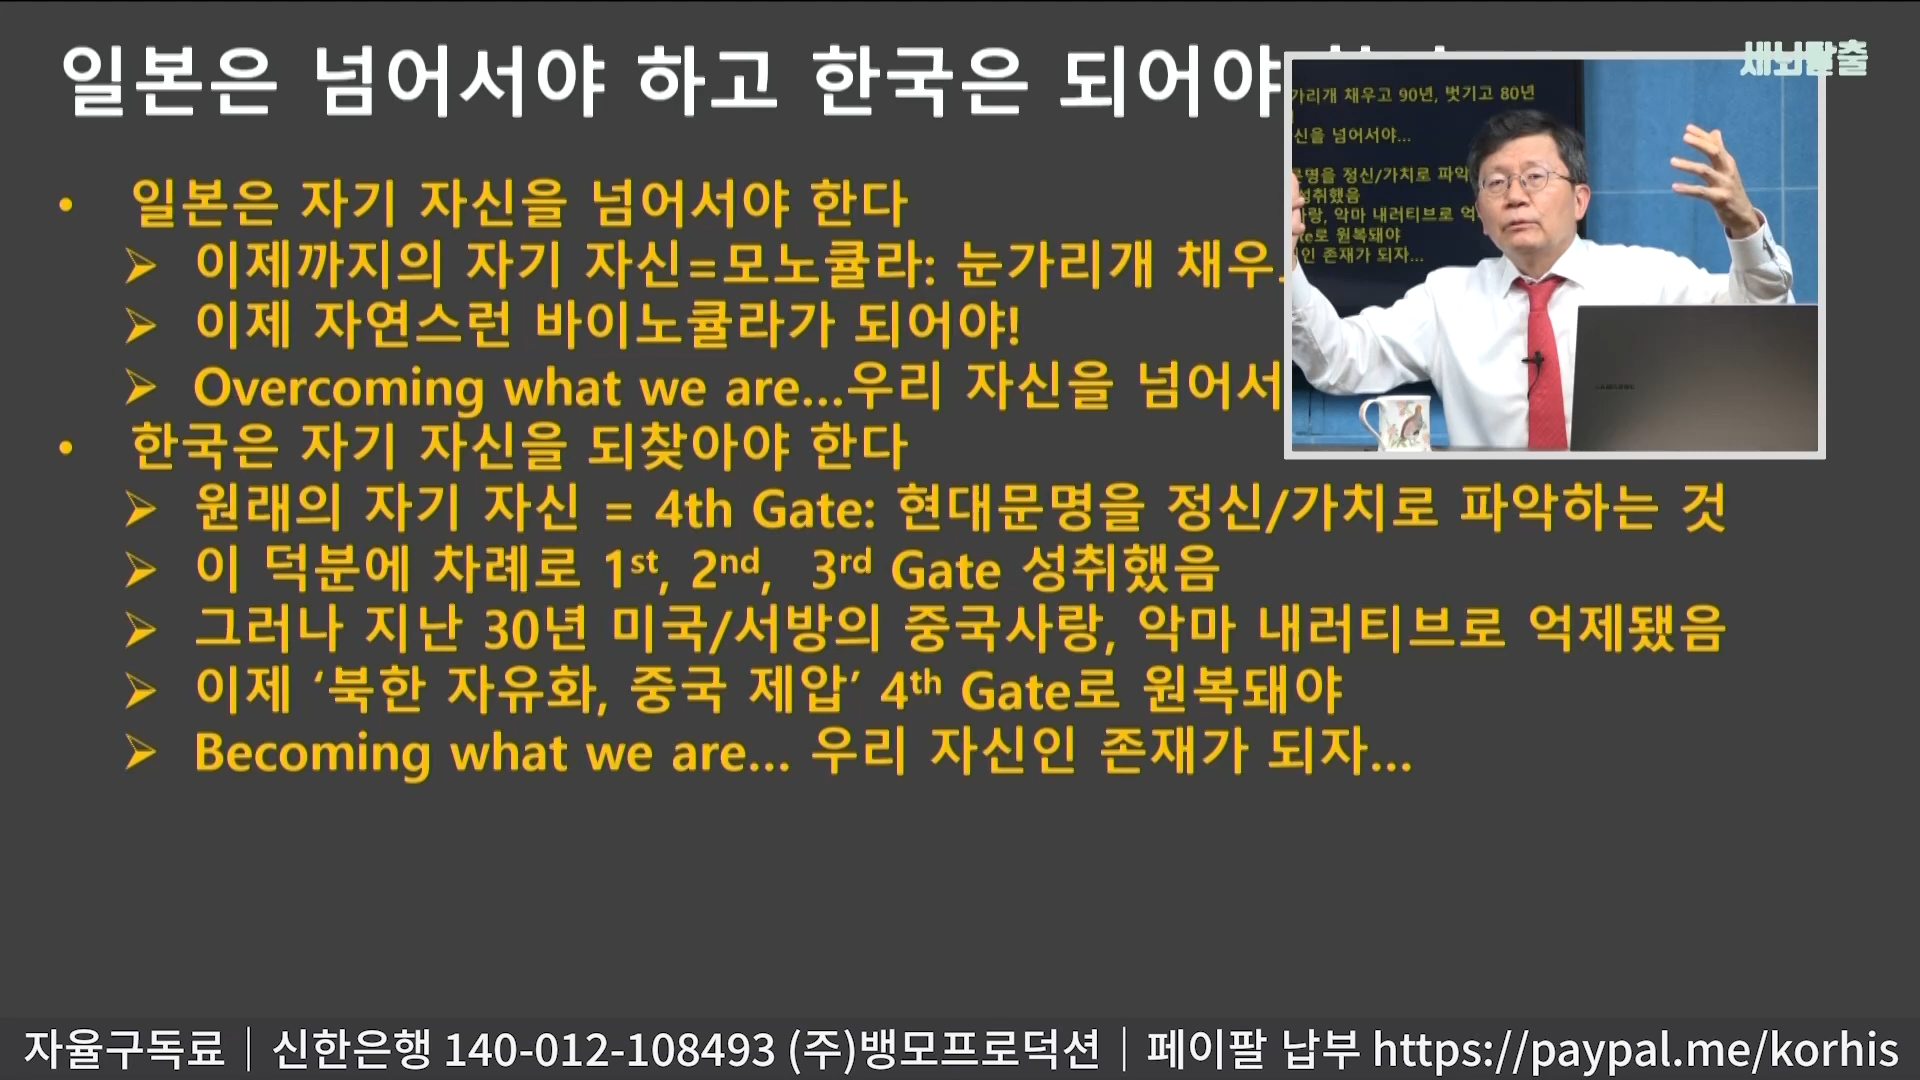 일본은 넘어서야 하고 한국은 되어야
세뇌탈출
• 일본은 자기 자신을 넘어서야 한다
➢ 이제까지의 자기 자신=모노큘라: 눈가리개 채우
➢ 이제 자연스런 바이노큘라가 되어야!
➢ Overcoming what we are...우리 자신을 넘어서
• 한국은 자기 자신을 되찾아야 한다
➢ 원래의 자기 자신 = 4th Gate: 현대문명을 정신/가치로 파악하는 것
➢ 이 덕분에 차례로 1st, 2nd, 3rd Gate 성취했음
➢ 그러나 지난 30년 미국/서방의 중국사랑, 악마 내러티브로 억제됐음
➢ 이제 ‘북한 자유화, 중국 제압’ 4th Gate로 원복돼야
➢ Becoming what we are... 우리 자신인 존재가 되자...
가리개 채우고 90년, 벗기고 80년
신을 넘어서야...
문명을 정신/가치로 파악
성취했음
사랑, 악마 내러티브로 억
te로 원복돼야
인 존재가 되자...
자율구독료 | 신한은행 140-012-108493 (주)뱅모프로덕션 | 페이팔 납부 https://paypal.me/korhis